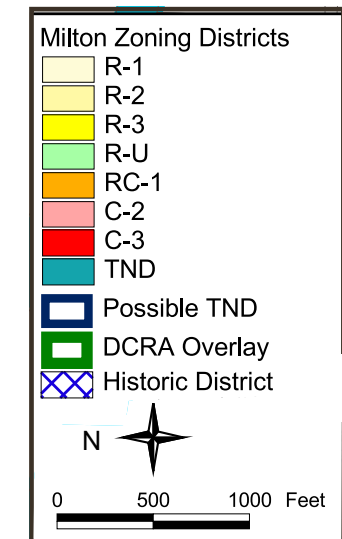 Milton Zoning Districts
R-1
R-2
R-3
R-U
RC-1
C-2
C-3
TND
Possible TND
DCRA Overlay
Historic District
N
0 500 1000 Feet